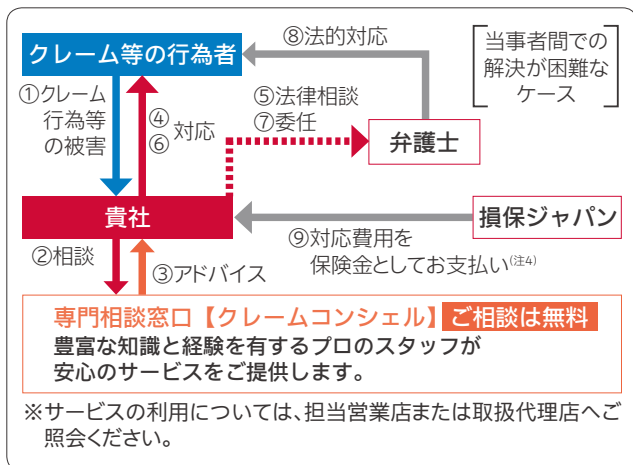 クレーム等の行為者
⑧法的対応
当事者間での
解決が困難な
ケース
①クレーム
行為等
の被害
④
⑥
対応
⑤法律相談
⑦委任
弁護士
貴社
損保ジャパン
②相談
③アドバイス
⑨対応費用を
保険金としてお支払い(注4)
専門相談窓口【クレームコンシェル】 ご相談は無料
豊富な知識と経験を有するプロのスタッフが
安心のサービスをご提供します。
※サービスの利用については、担当営業店または取扱代理店へご
照会ください。